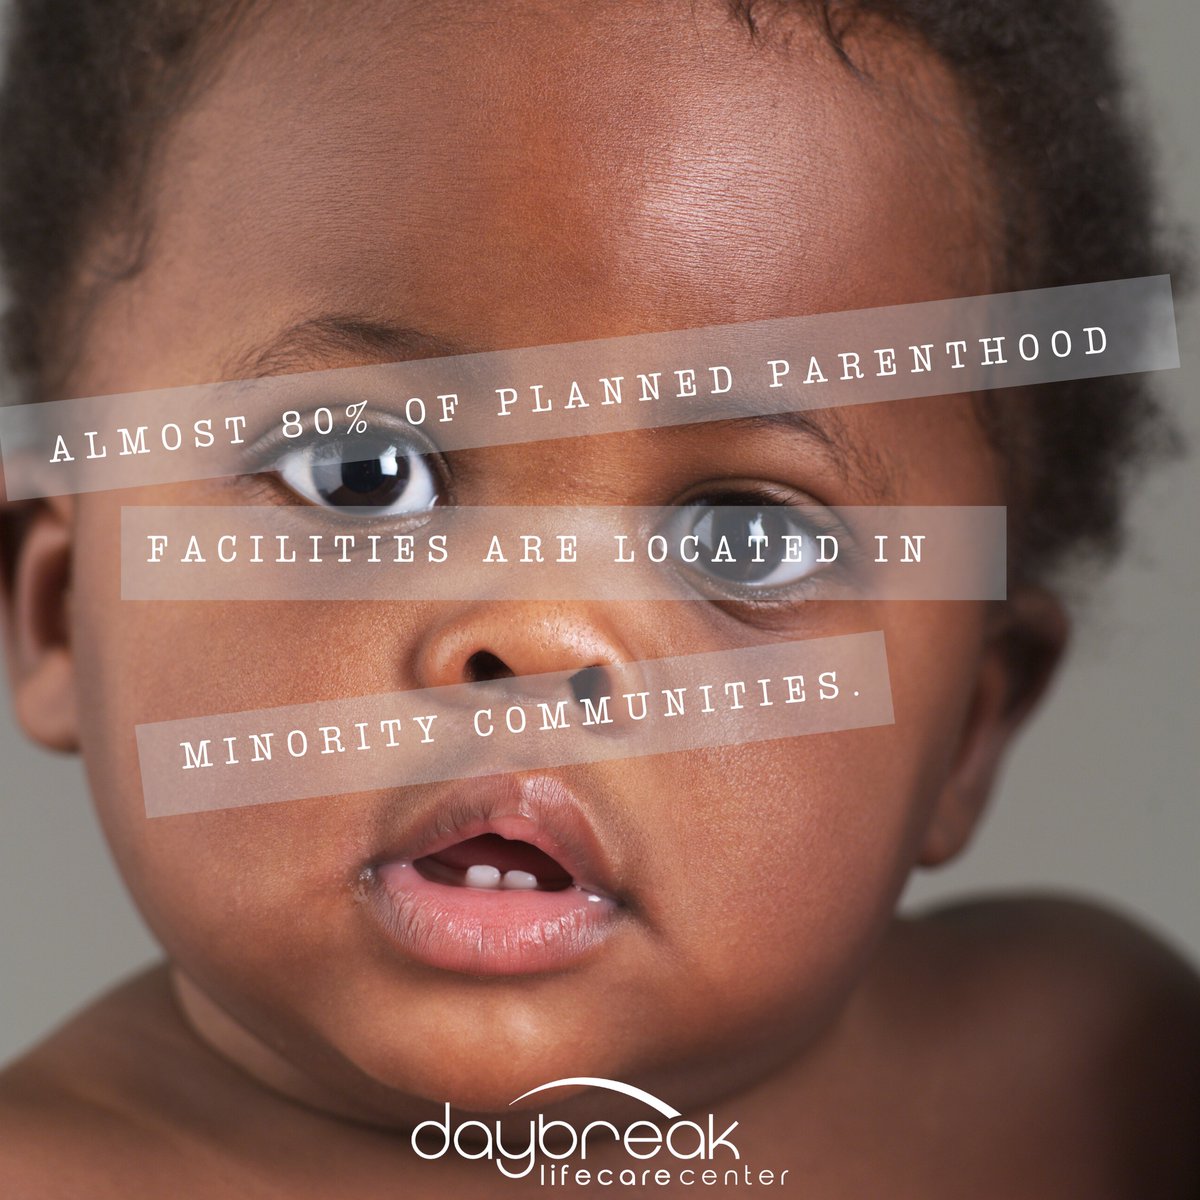 ALMOST 80% OF PLANNED PARENTHOOD
FACILITIES ARE LOCATED IN
MINORITY COMMUNITIES.
daybreak
lifecarecenter